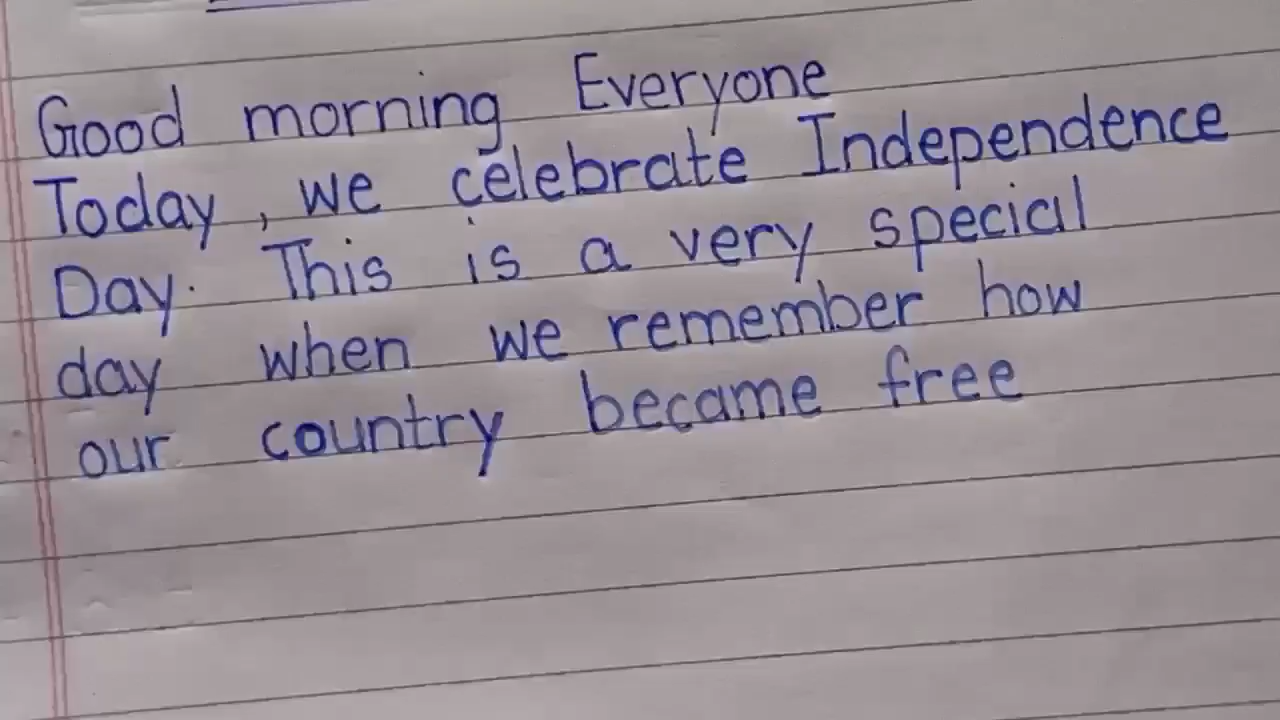 Good morning Everyone
Today, we celebrate Independence
Day. This is a very special
day when we remember how
our country became free